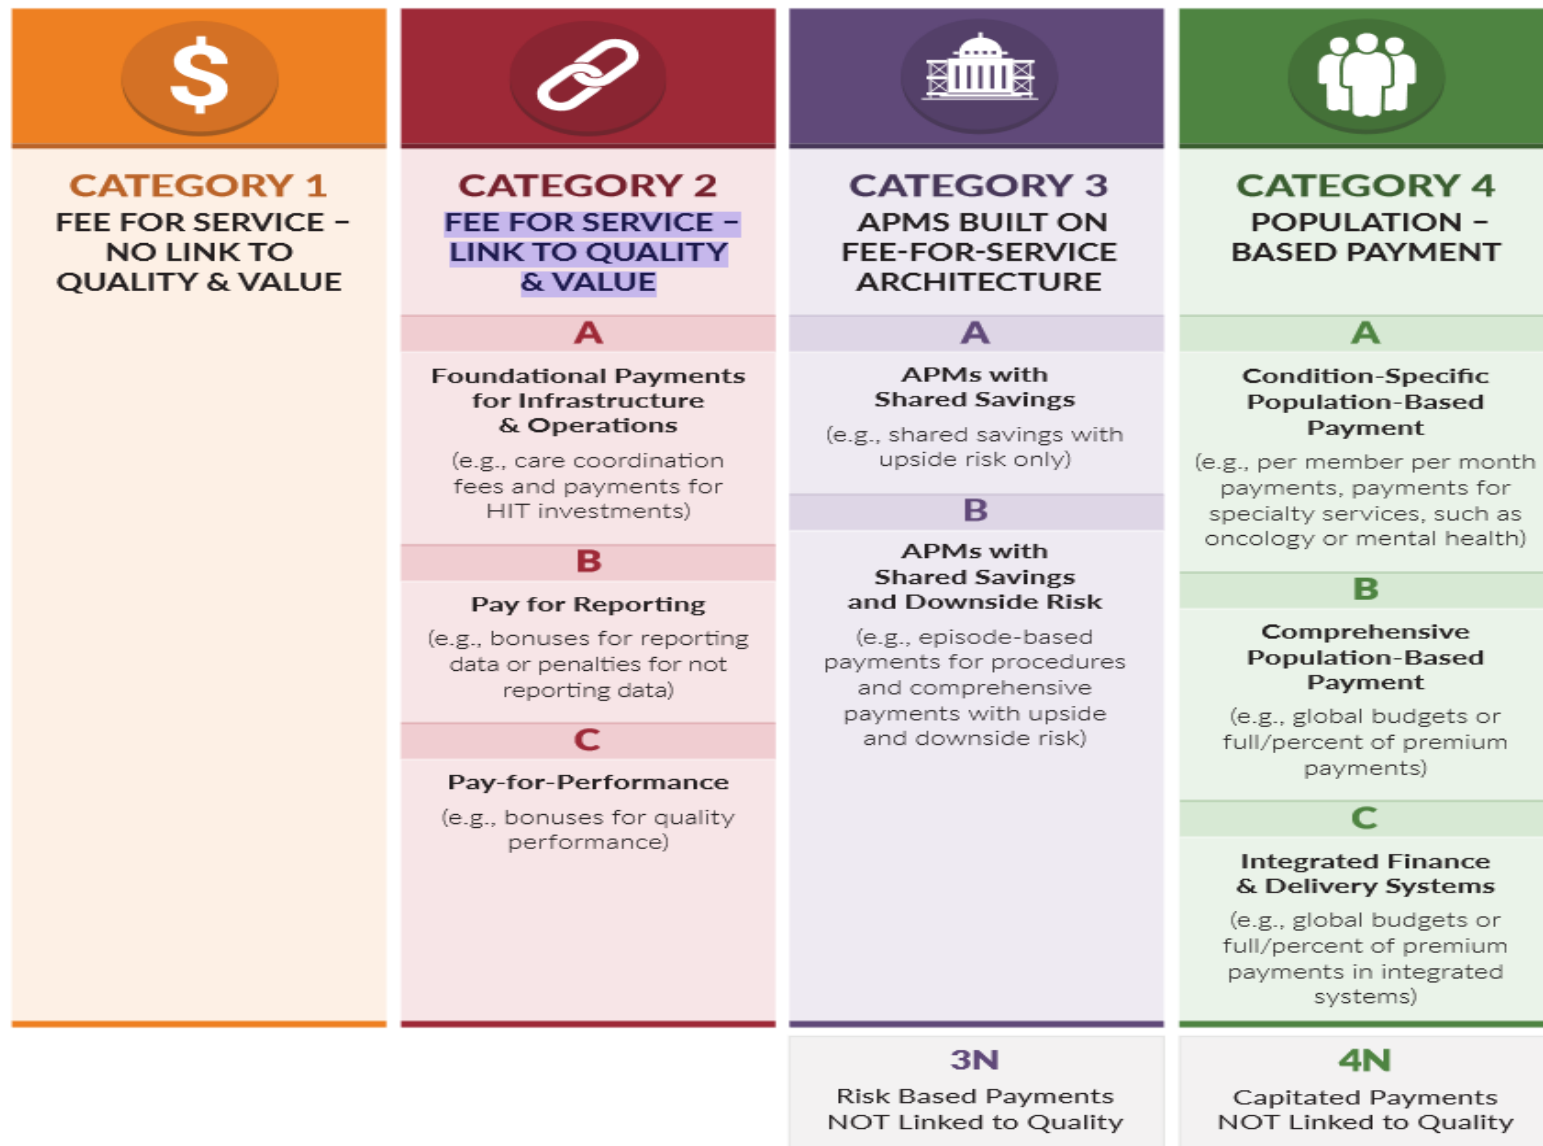 $
CATEGORY 1
FEE FOR SERVICE –
NO LINK TO
QUALITY & VALUE
CATEGORY 2
FEE FOR SERVICE –
LINK TO QUALITY
& VALUE
A
Foundational Payments
for Infrastructure
& Operations
(e.g., care coordination
fees and payments for
HIT investments)
B
Pay for Reporting
(e.g., bonuses for reporting
data or penalties for not
reporting data)
C
Pay-for-Performance
(e.g., bonuses for quality
performance)
CATEGORY 3
APMS BUILT ON
FEE-FOR-SERVICE
ARCHITECTURE
A
APMs with
Shared Savings
(e.g., shared savings with
upside risk only)
B
APMs with
Shared Savings
and Downside Risk
(e.g., episode-based
payments for procedures
and comprehensive
payments with upside
and downside risk)
3N
Risk Based Payments
NOT Linked to Quality
CATEGORY 4
POPULATION –
BASED PAYMENT
A
Condition-Specific
Population-Based
Payment
(e.g., per member per month
payments, payments for
specialty services, such as
oncology or mental health)
B
Comprehensive
Population-Based
Payment
(e.g., global budgets or
full/percent of premium
payments)
C
Integrated Finance
& Delivery Systems
(e.g., global budgets or
full/percent of premium
payments in integrated
systems)
4N
Capitated Payments
NOT Linked to Quality